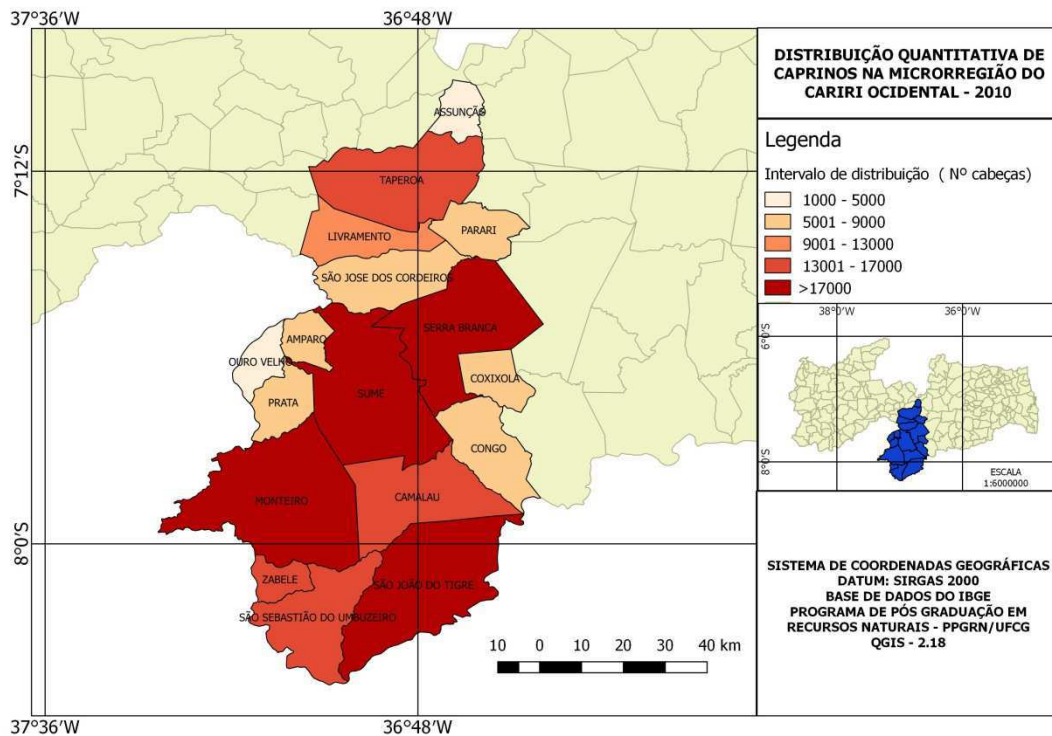 37°36'W
36°48'W
7°12'S
8°0'S
ASSUNÇÃO
TAPEROA
LIVRAMENTO
PARARI
SÃO JOSE DOS CORDEIROS
SERRA BRANCA
AMPARO
OURO VELHO
SUME
COXIXOLA
PRATA
CONGO
MONTEIRO
CAMALAU
ZABELE
SÃO JOÃO DO TIGRE
SÃO SEBASTIÃO DO UMBUZEIRO
10 0 10 20 30 40 km
37°36'W
36°48'W
DISTRIBUIÇÃO QUANTITATIVA DE
CAPRINOS NA MICRORREGIÃO DO
CARIRI OCIDENTAL - 2010
Legenda
Intervalo de distribuição ( Nº cabeças)
1000 - 5000
5001 - 9000
9001 - 13000
13001 - 17000
>17000
38°0'W
36°0'W
6°0'S
8°0'S
ESCALA
1:6000000
SISTEMA DE COORDENADAS GEOGRÁFICAS
DATUM: SIRGAS 2000
BASE DE DADOS DO IBGE
PROGRAMA DE PÓS GRADUAÇÃO EM
RECURSOS NATURAIS - PPGRN/UFCG
QGIS - 2.18